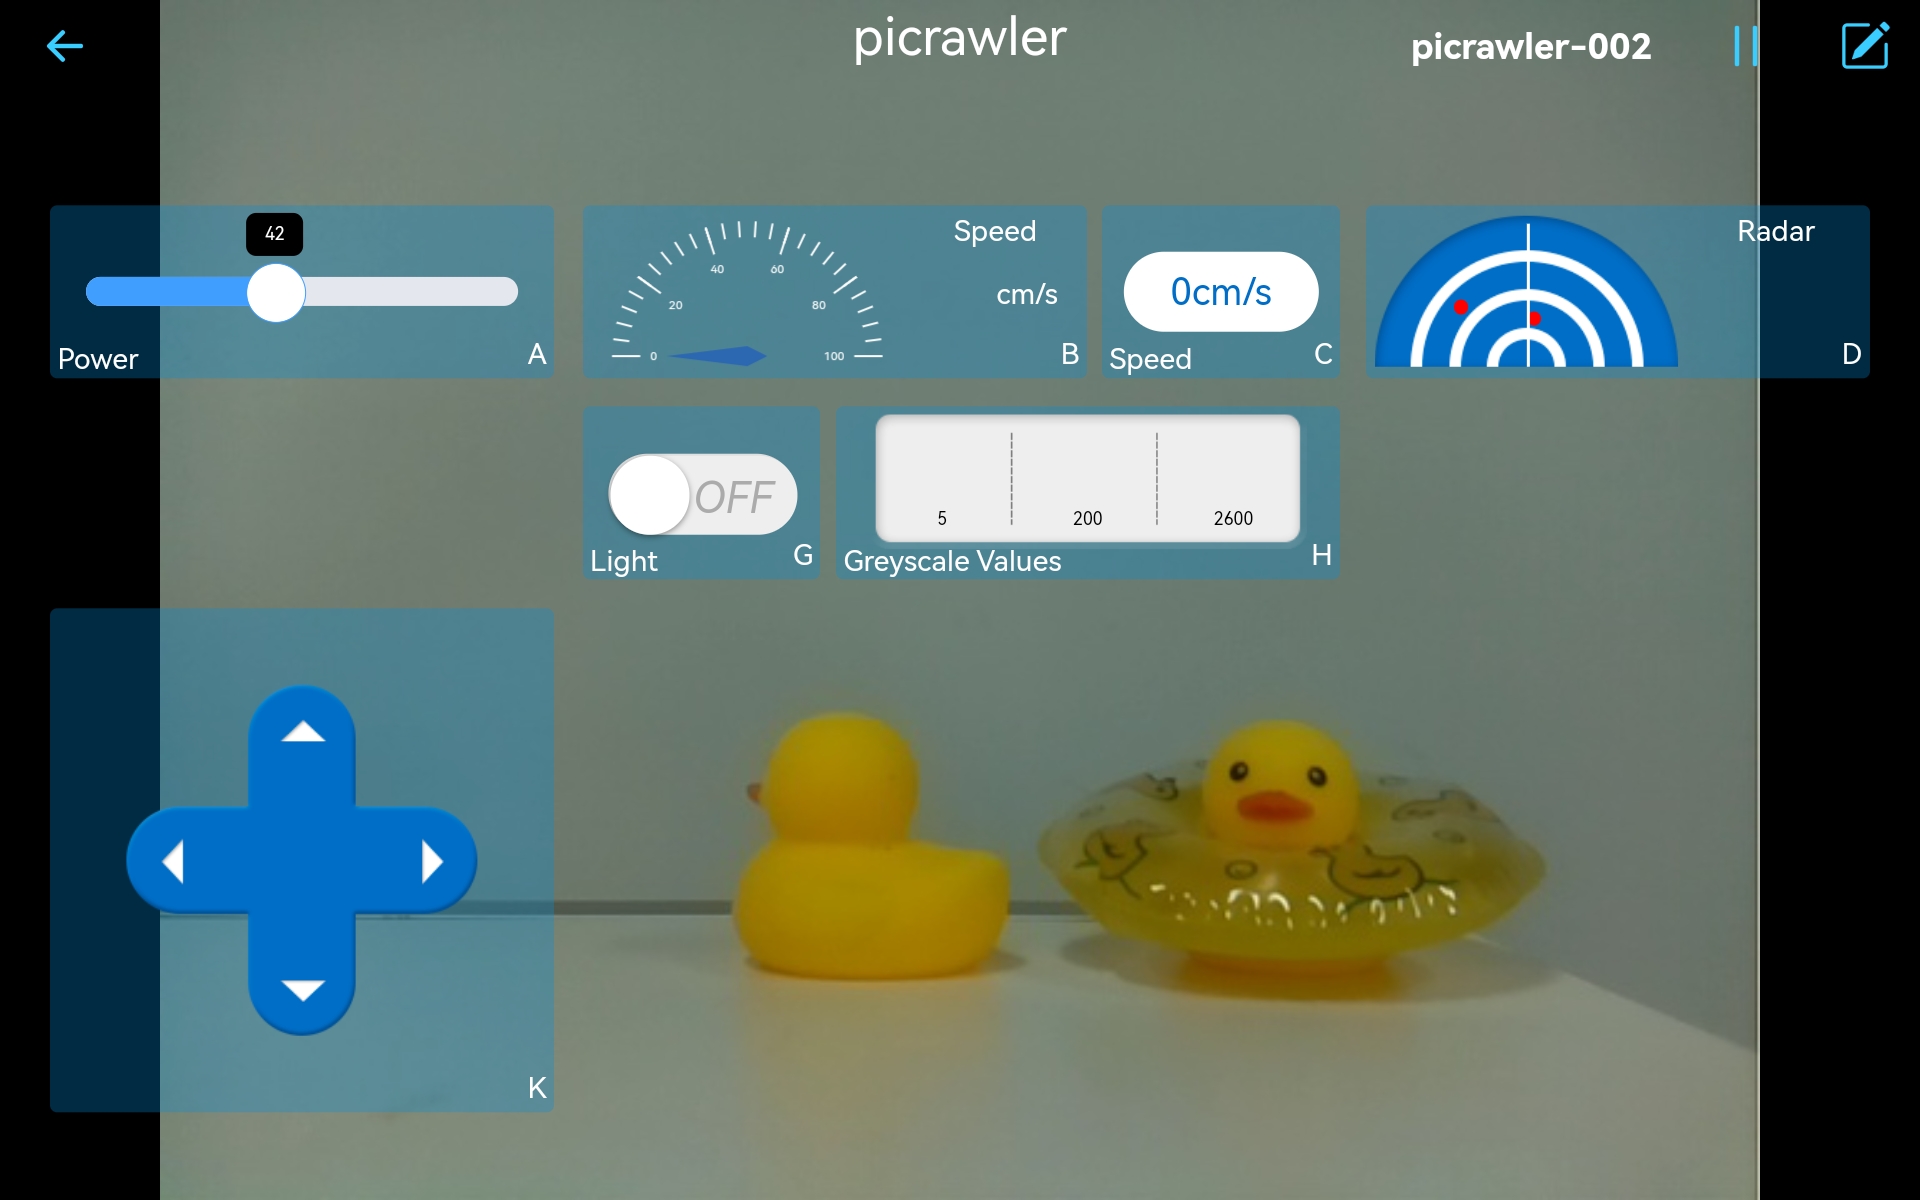 picrawler
picrawler-002
42
Power
A
Speed
cm/s
0
20
40
60
80
100
B
0cm/s
Speed
C
Radar
D
OFF
Light
G
5
200
2600
Greyscale Values
H
K